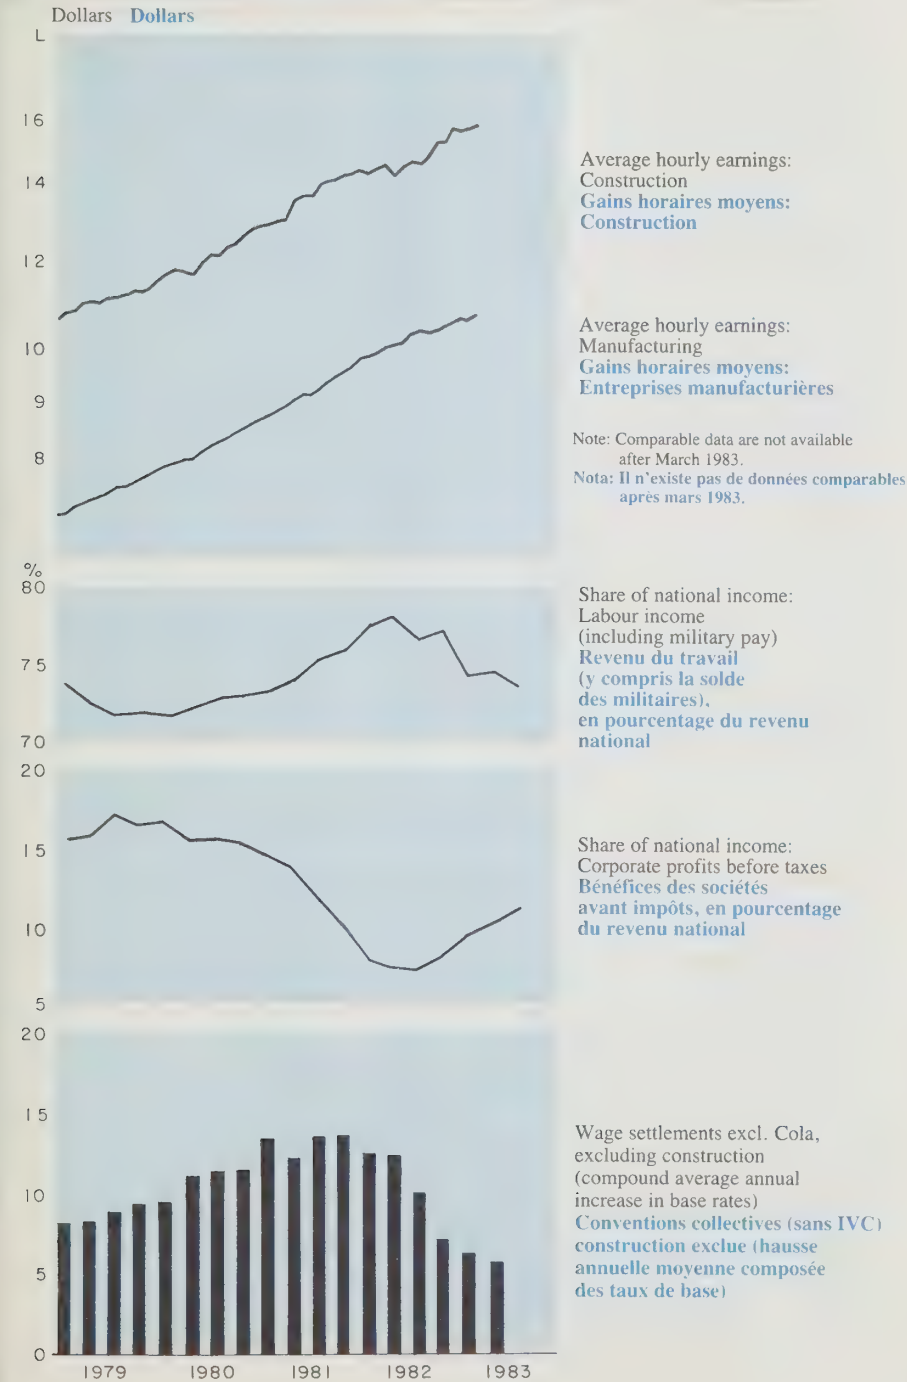 Dollars Dollars
L
16
14
12
10
9
8
Average hourly earnings:
Construction
Gains horaires moyens:
Construction
Average hourly earnings:
Manufacturing
Gains horaires moyens:
Entreprises manufacturières
Note: Comparable data are not available
after March 1983.
Nota: Il n'existe pas de données comparables
après mars 1983.
%
80
75
70
Share of national income:
Labour income
(including military pay)
Revenu du travail
(y compris la solde
des militaires),
en pourcentage du revenu
national
20
15
10
5
Share of national income:
Corporate profits before taxes
Bénéfices des sociétés
avant impôts, en pourcentage
du revenu national
20
15
10
5
0
Wage settlements excl. Cola,
excluding construction
(compound average annual
increase in base rates)
Conventions collectives (sans IVC)
construction exclue (hausse
annuelle moyenne composée
des taux de base)
1979 1980 1981 1982 1983